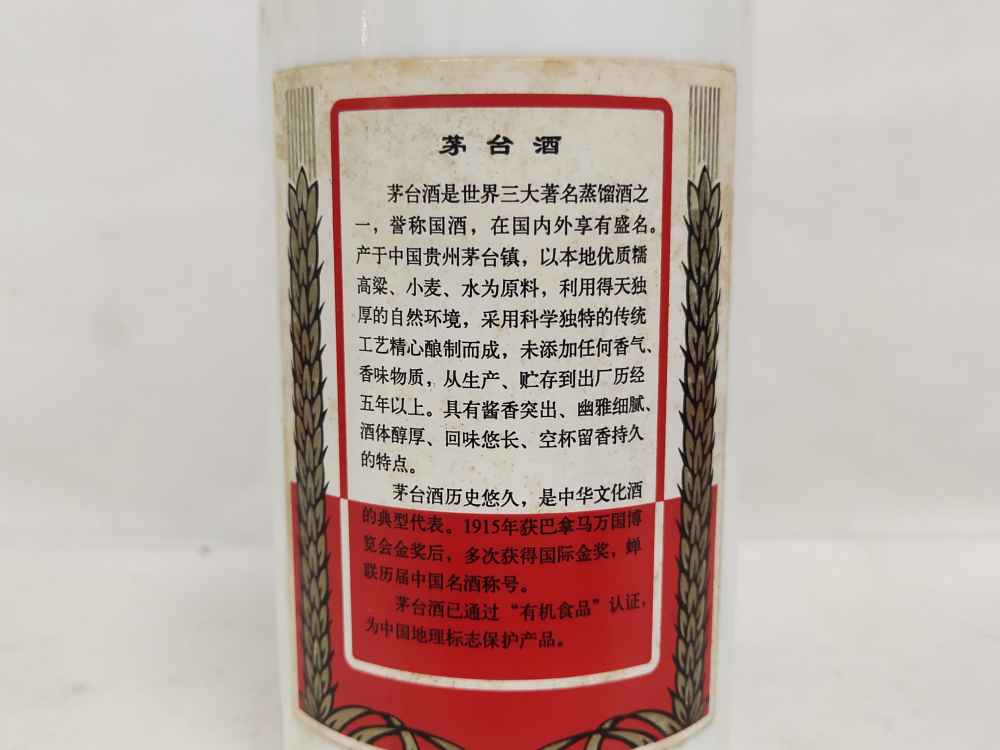 茅台酒
茅台酒是世界三大著名蒸馏酒之
一，誉称国酒，在国内外享有盛名。
产于中国贵州茅台镇，以本地优质糯
高粱、小麦、水为原料，利用得天独
厚的自然环境，采用科学独特的传统
工艺精心酿制而成，未添加任何香气、
香味物质，从生产、贮存到出厂历经
五年以上。具有酱香突出、幽雅细腻、
酒体醇厚、回味悠长、空杯留香持久
的特点。
茅台酒历史悠久，是中华文化酒
的典型代表。1915年获巴拿马万国博
览会金奖后，多次获得国际金奖，蝉
联历届中国名酒称号。
茅台酒已通过“有机食品”认证，
为中国地理标志保护产品。